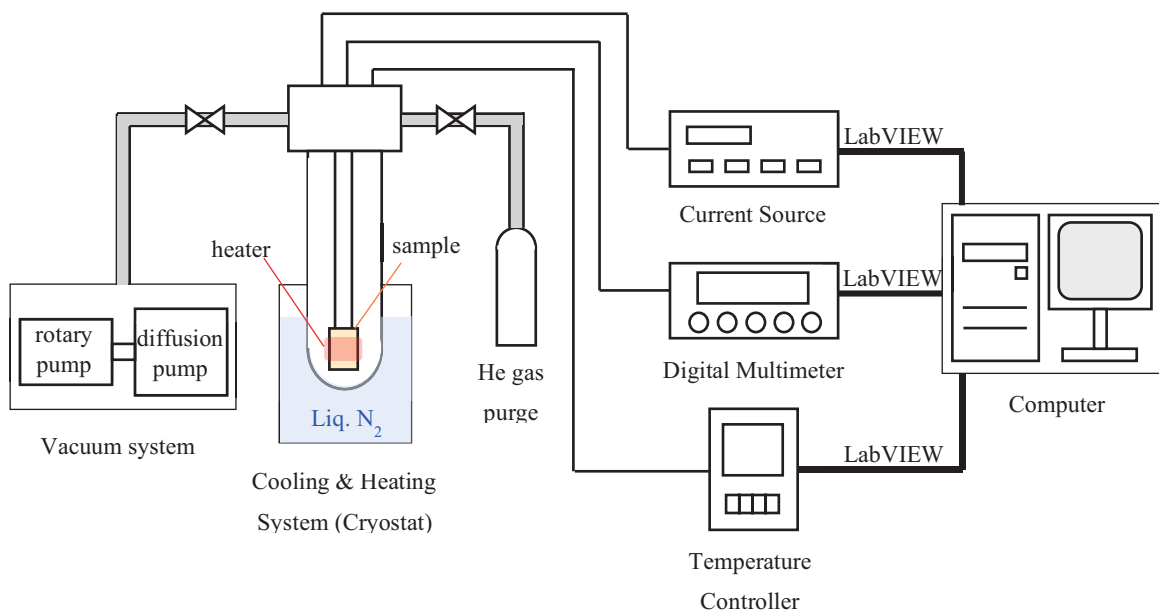 LabVIEW
Current Source
heater
sample
LabVIEW
rotary
pump
diffusion
pump
Digital Multimeter
He gas
purge
Computer
Liq. N2
Vacuum system
LabVIEW
Cooling & Heating
System (Cryostat)
Temperature
Controller